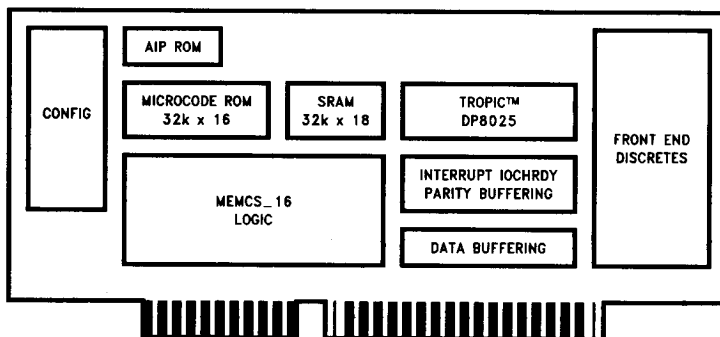 AIP ROM
CONFIG
MICROCODE ROM
32k x 16
SRAM
32k x 18
TROPIC™
DP8025
FRONT END
DISCRETES
MEMCS_16
LOGIC
INTERRUPT IOCHRDY
PARITY BUFFERING
DATA BUFFERING